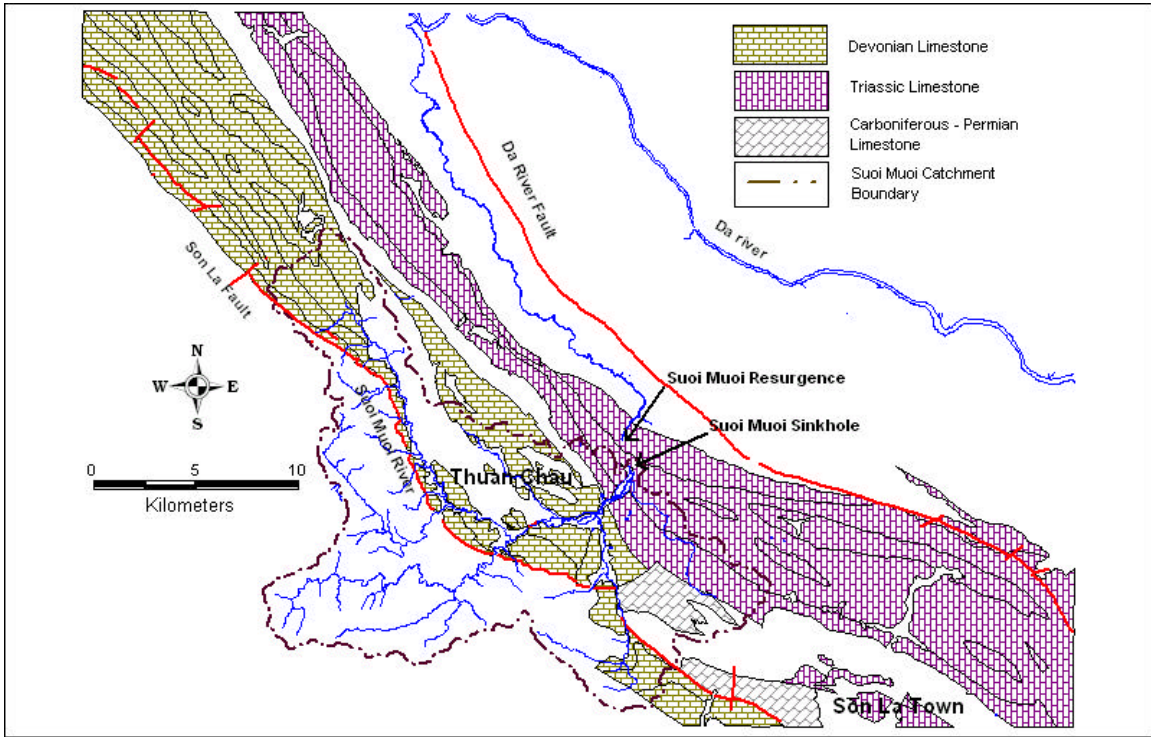 Devonian Limestone
Triassic Limestone
Carboniferous - Permian
Limestone
Suoi Muoi Catchment
Boundary
Da River Fault
Da river
Son La Fault
N
W E
S
Suoi Muoi Resurgence
Suoi Muoi Sinkhole
Suoi Muoi River
Thuan Chau
0 5 10
Kilometers
Son La Town